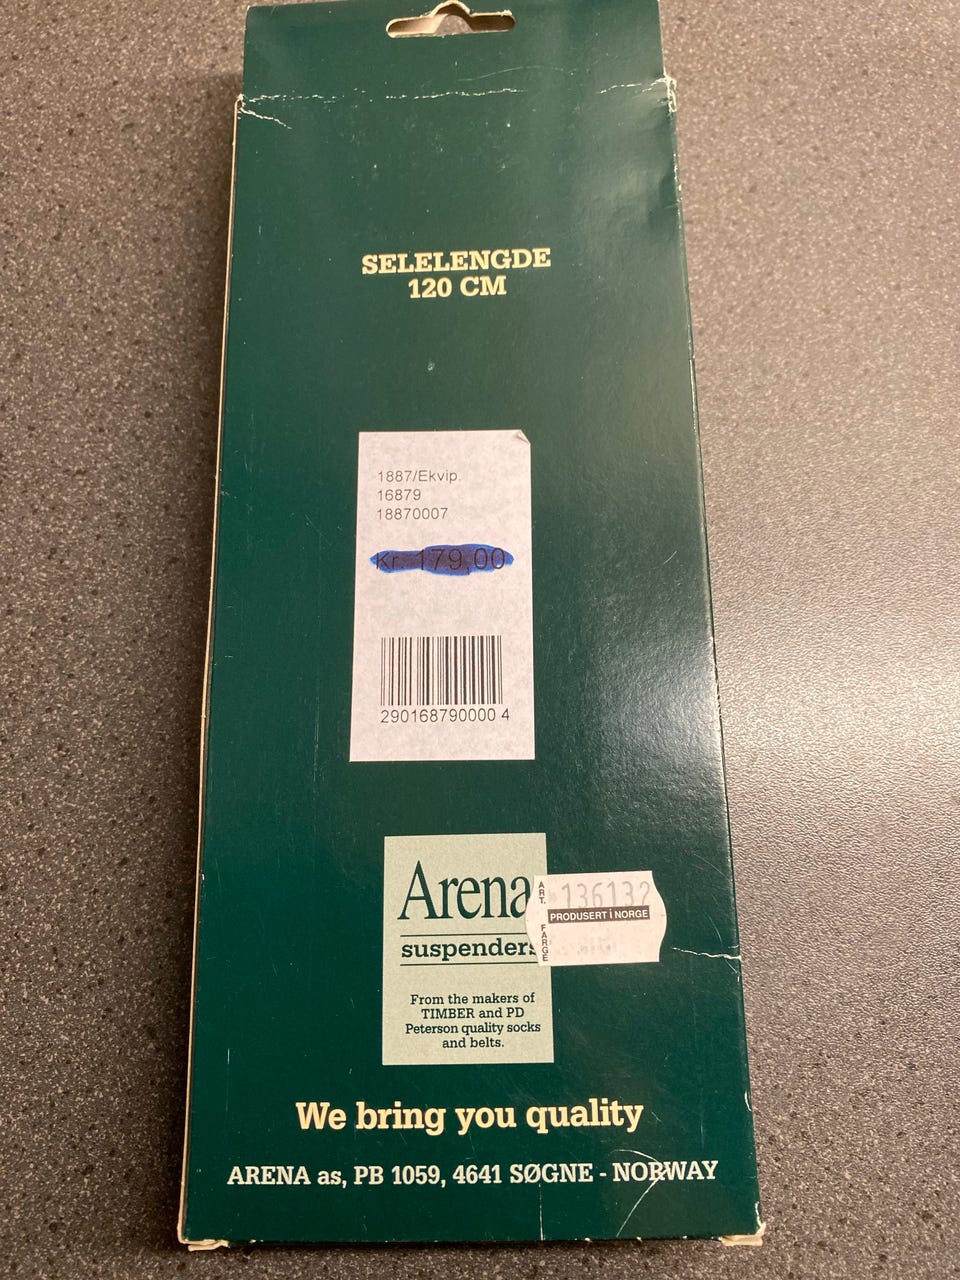 SELELENGDE
120 CM
1887/Ekvip.
16879
18870007
Kr. 179,00
290168790000 4
Arena
suspenders
From the makers of
TIMBER and PD
Peterson quality socks
and belts.
ART. 136132
PRODUSERT i NORGE
FARGE
We bring you quality
ARENA as, PB 1059, 4641 SØGNE - NORWAY